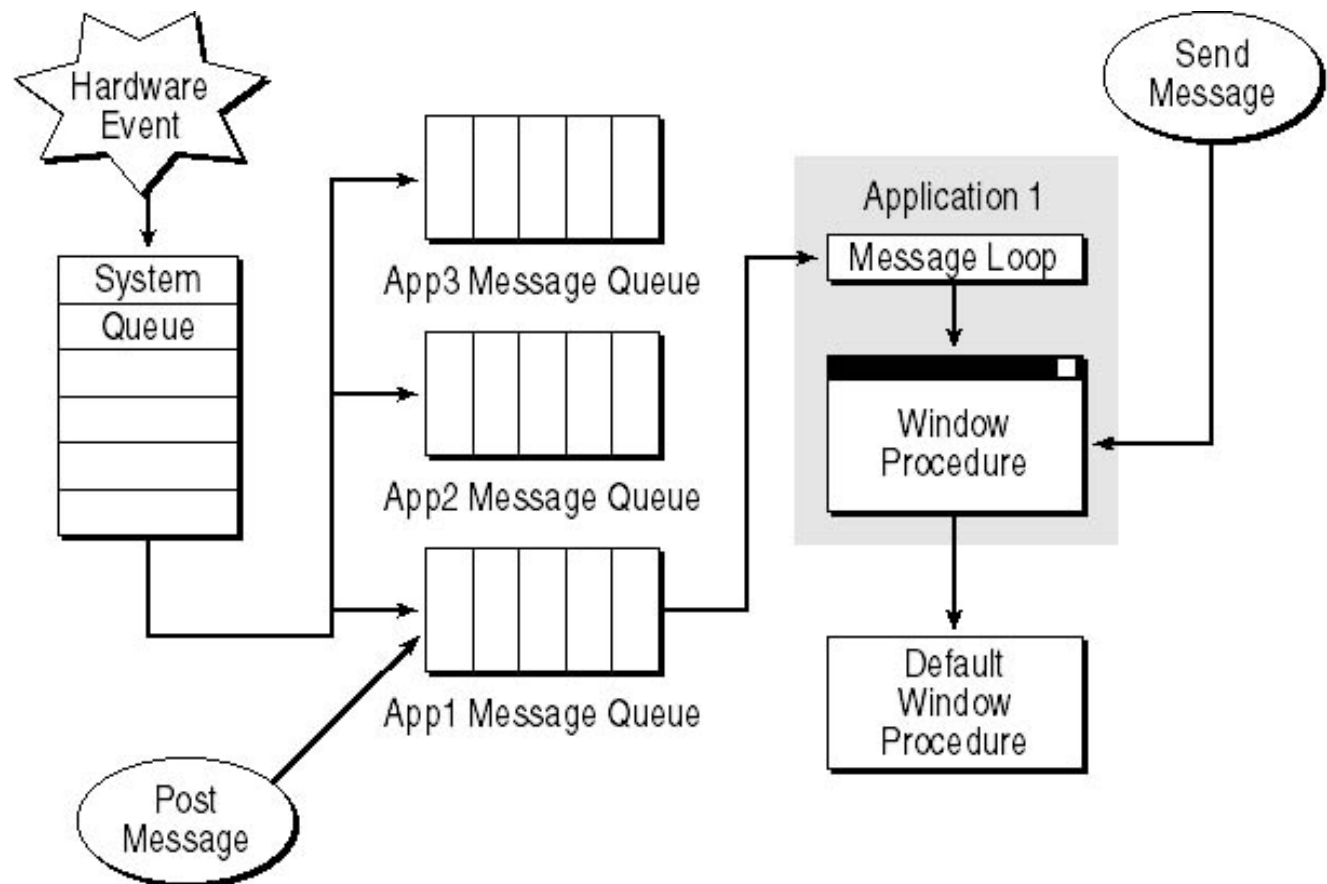 Hardware
Event
System
Queue
App3 Message Queue
App2 Message Queue
App1 Message Queue
Post
Message
Send
Message
Application 1
Message Loop
Window
Procedure
Default
Window
Procedure